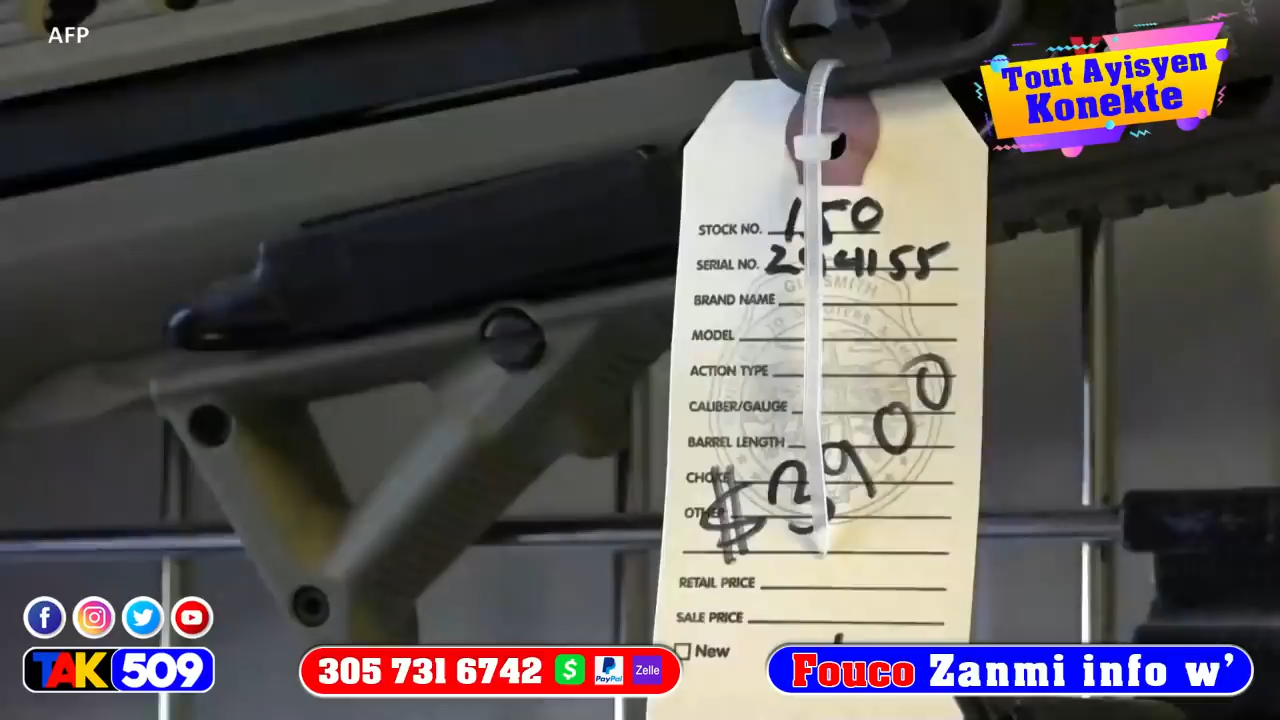 AFP
Tout Ayisyen
Konekte
STOCK NO. 150
SERIAL NO.
BRAND NAME
MODEL
ACTION TYPE
CALIBER/GAUGE
BARREL LENGTH
CHOKE
OTHER
$3900
RETAIL PRICE
SALE PRICE
New
TAK 509
305 731 6742 $ PayPal Zelle
Fouco Zanmi info w'